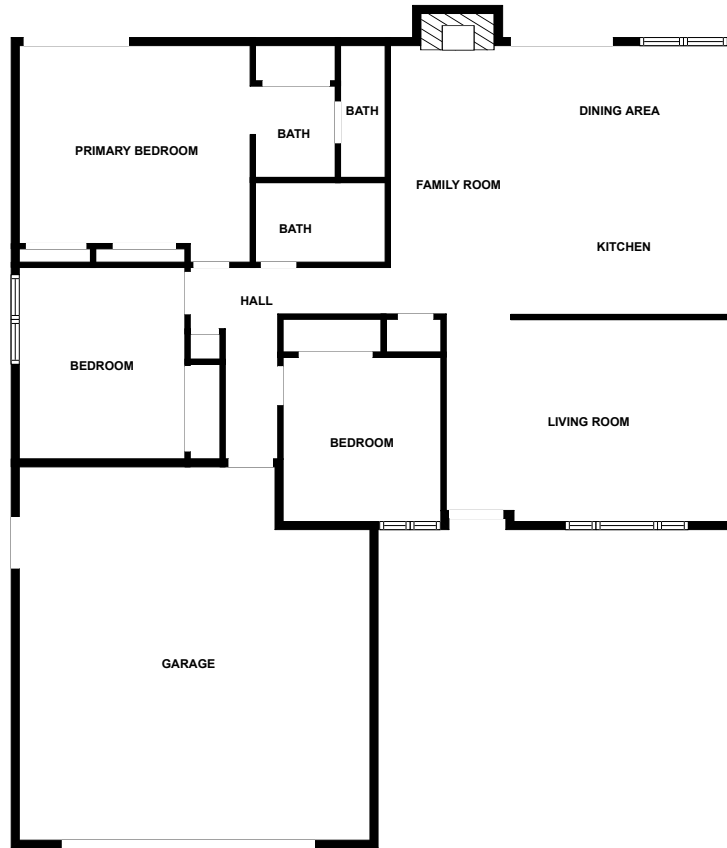 DINING AREA
BATH
BATH
PRIMARY BEDROOM
FAMILY ROOM
BATH
KITCHEN
HALL
BEDROOM
LIVING ROOM
BEDROOM
GARAGE